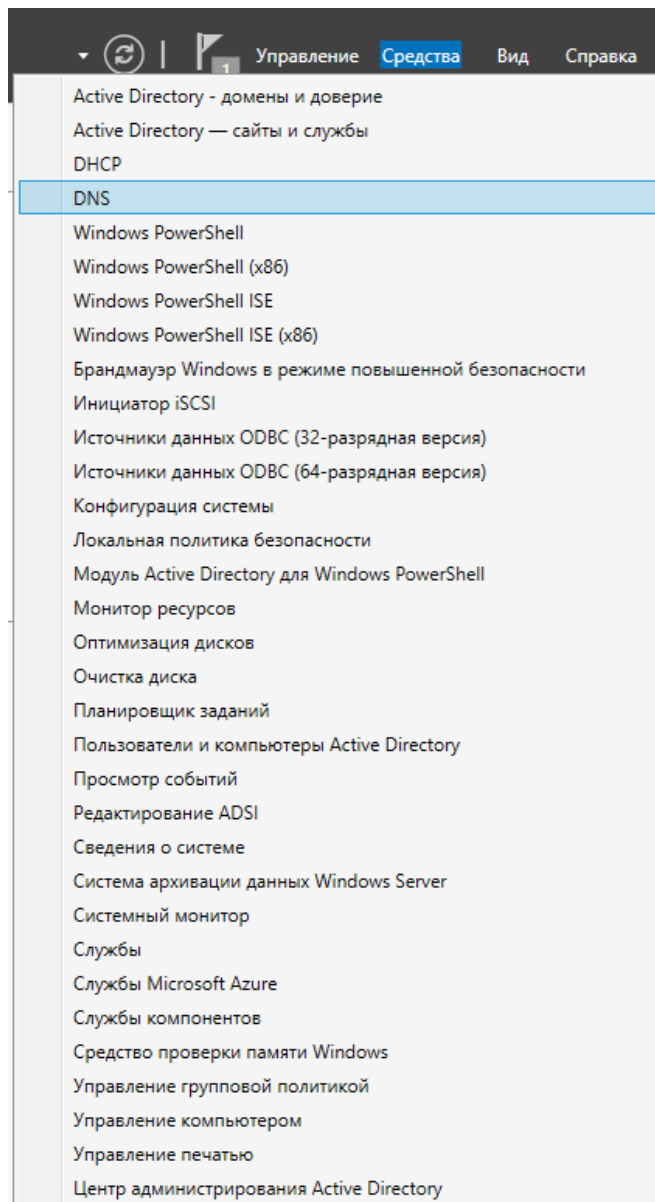 1 Управление Средства Вид Справка
Active Directory - домены и доверие
Active Directory — сайты и службы
DHCP
DNS
Windows PowerShell
Windows PowerShell (x86)
Windows PowerShell ISE
Windows PowerShell ISE (x86)
Брандмауэр Windows в режиме повышенной безопасности
Инициатор iSCSI
Источники данных ODBC (32-разрядная версия)
Источники данных ODBC (64-разрядная версия)
Конфигурация системы
Локальная политика безопасности
Модуль Active Directory для Windows PowerShell
Монитор ресурсов
Оптимизация дисков
Очистка диска
Планировщик заданий
Пользователи и компьютеры Active Directory
Просмотр событий
Редактирование ADSI
Сведения о системе
Система архивации данных Windows Server
Системный монитор
Службы
Службы Microsoft Azure
Службы компонентов
Средство проверки памяти Windows
Управление групповой политикой
Управление компьютером
Управление печатью
Центр администрирования Active Directory